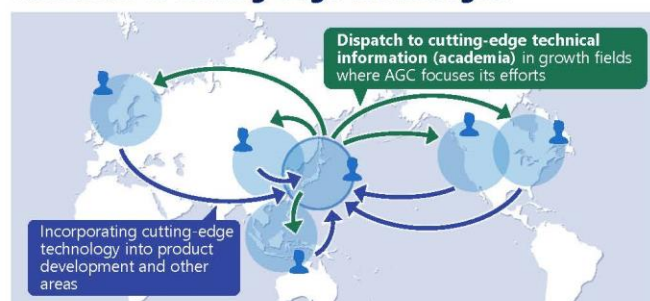 Dispatch to cutting-edge technical
information (academia) in growth fields
where AGC focuses its efforts
Incorporating cutting-edge
technology into product
development and other
areas